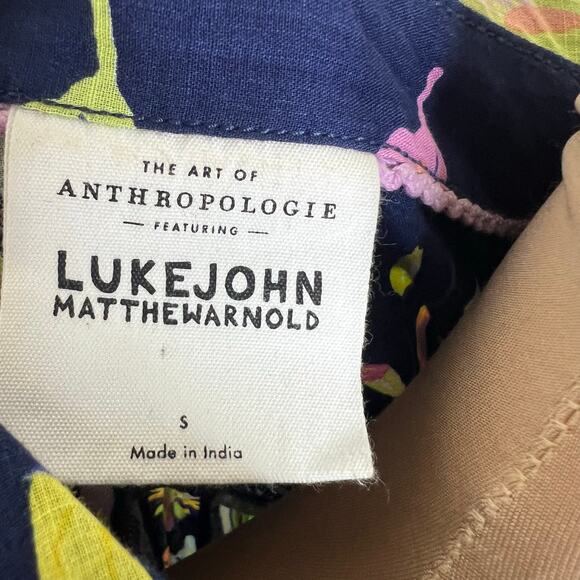 THE ART OF
ANTHROPOLOGIE
— FEATURING —
LUKEJOHN
MATTHEWARNOLD
S
Made in India